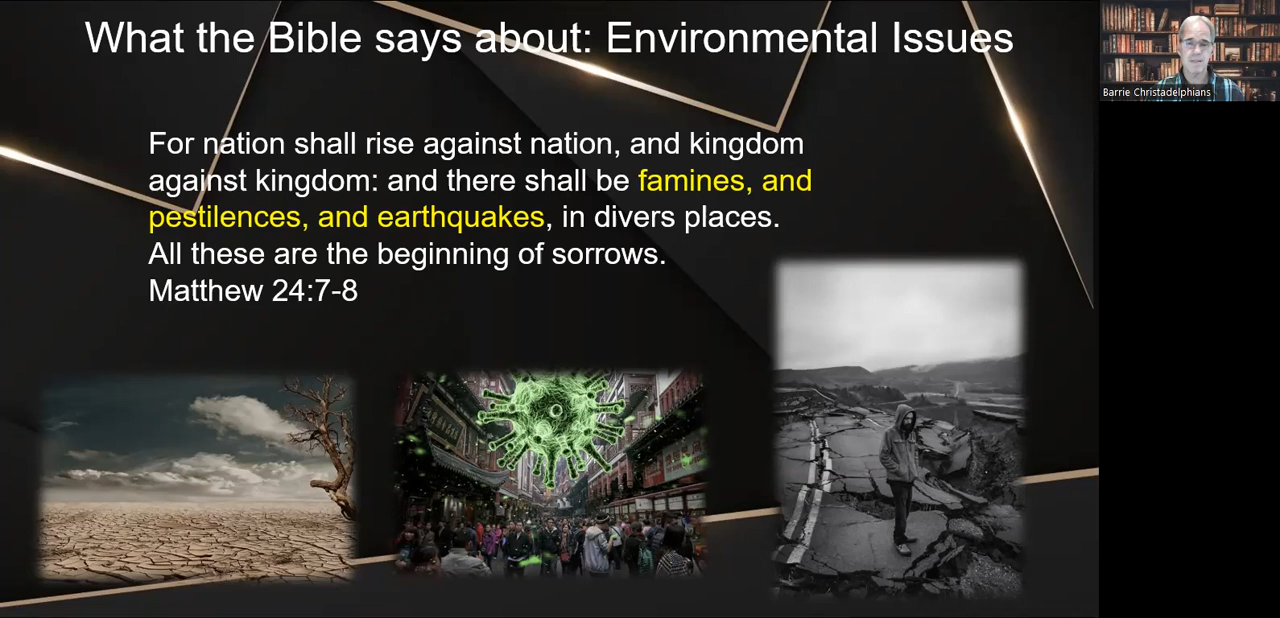 What the Bible says about: Environmental Issues
Barrie Christadelphians
For nation shall rise against nation, and kingdom
against kingdom: and there shall be famines, and
pestilences, and earthquakes, in divers places.
All these are the beginning of sorrows.
Matthew 24:7-8